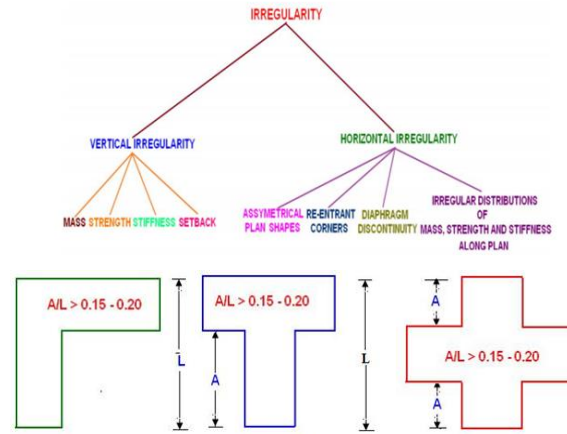 IRREGULARITY
VERTICAL IRREGULARITY
HORIZONTAL IRREGULARITY
MASS STRENGTH STIFFNESS SETBACK
ASSYMETRICAL
PLAN SHAPES
RE-ENTRANT
CORNERS
DIAPHRAGM
DISCONTINUITY
IRREGULAR DISTRIBUTIONS
OF
MASS, STRENGTH AND STIFFNESS
ALONG PLAN
A/L > 0.15 - 0.20
L
A/L > 0.15 - 0.20
A
L
A
A/L > 0.15 - 0.20
A